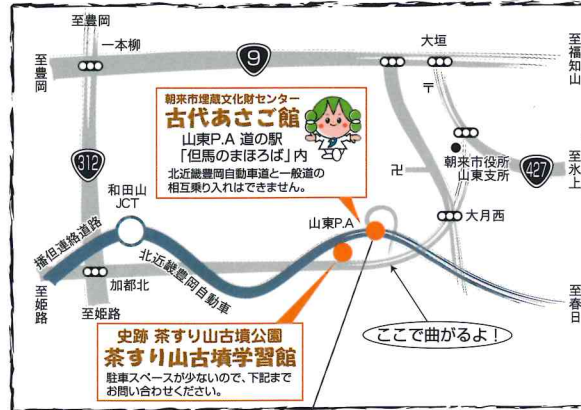 至豊岡
一本柳
大垣
至豊岡
9
至福知山
〒
朝来市埋蔵文化財センター
古代あさご館
山東P.A 道の駅
「但馬のまほろば」内
北近畿豊岡自動車道と一般道の
相互乗り入れはできません。
朝来市役所
山東支所
427
至氷上
312
卍
和田山
JCT
山東P.A
大月西
播但連絡道路
北近畿豊岡自動車
加都北
至姫路
至姫路
至春日
ここで曲がるよ！
史跡 茶すり山古墳公園
茶すり山古墳学習館
駐車スペースが少ないので、下記まで
お問い合わせください。